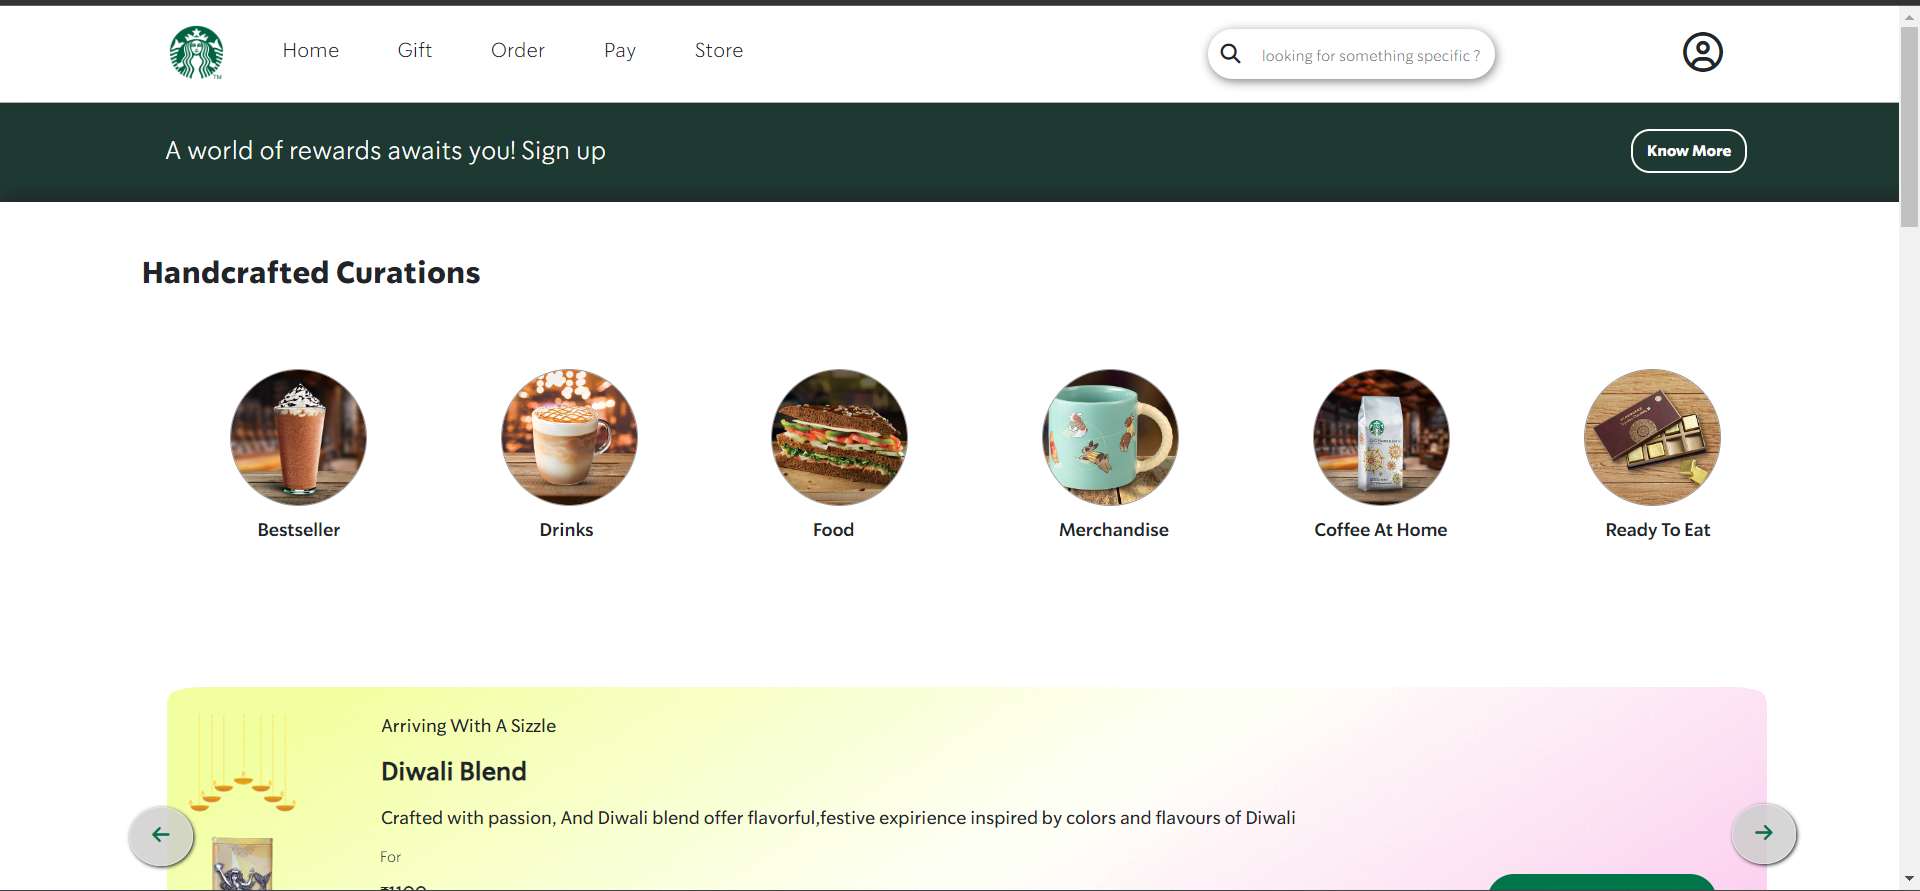 TM
Home Gift Order Pay Store looking for something specific ?
A world of rewards awaits you! Sign up Know More
Handcrafted Curations
Bestseller Drinks Food Merchandise Coffee At Home Ready To Eat
Arriving With A Sizzle
Diwali Blend
Crafted with passion, And Diwali blend offer flavorful,festive expirience inspired by colors and flavours of Diwali
For